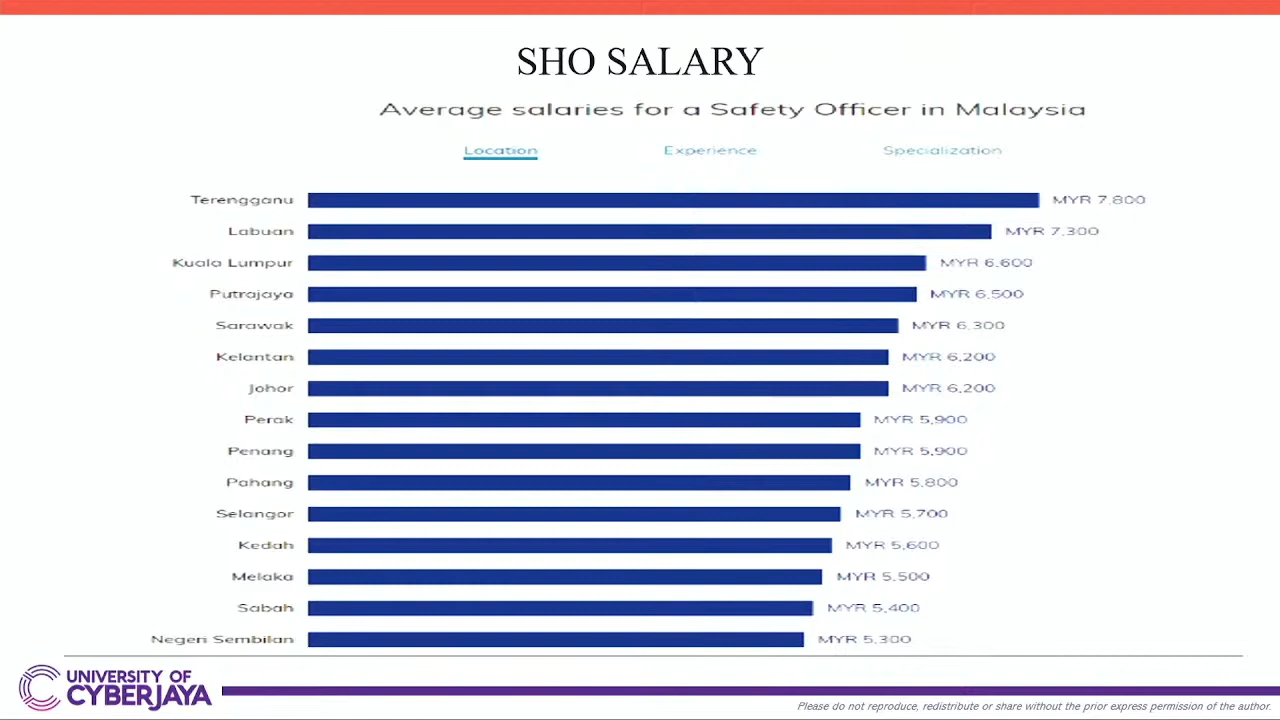 SHO SALARY
Average salaries for a Safety Officer in Malaysia
Location Experience Specialization
Terengganu MYR 7,800
Labuan MYR 7,300
Kuala Lumpur MYR 6,600
Putrajaya MYR 6,500
Sarawak MYR 6,300
Kelantan MYR 6,200
Johor MYR 6,200
Perak MYR 5,900
Penang MYR 5,900
Pahang MYR 5,800
Selangor MYR 5,700
Kedah MYR 5,600
Melaka MYR 5,500
Sabah MYR 5,400
Negeri Sembilan MYR 5,300
UNIVERSITY OF
CYBERJAYA
Please do not reproduce, redistribute or share without the prior express permission of the author.